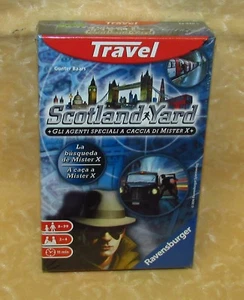 Travel
Scotland Yard
• GLI AGENTI SPECIALI A CACCIA DI MISTER X •
La
búsqueda
de Mister X
A caça a
Mister X
Ravensburger